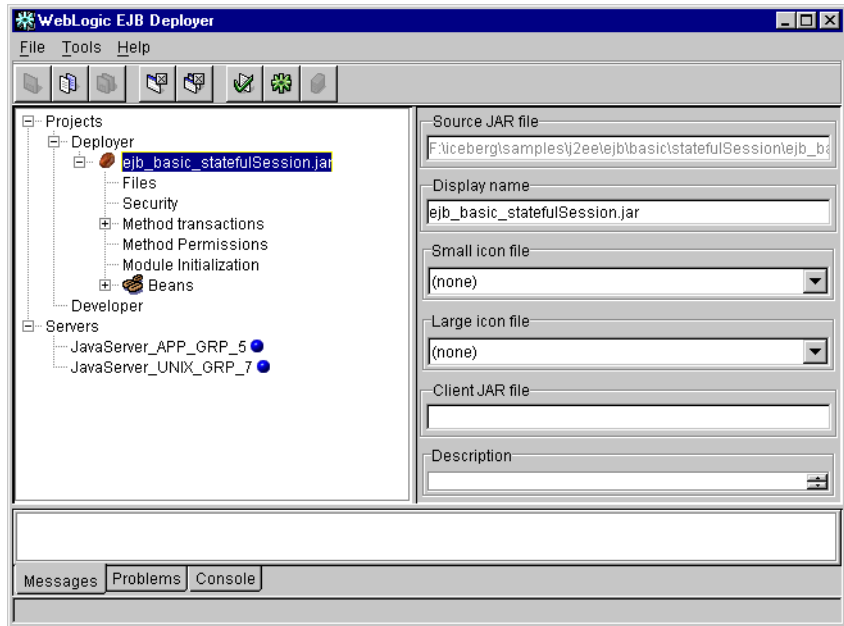 WebLogic EJB Deployer
File Tools Help
Projects
Deployer
ejb_basic_statefulSession.jar
Files
Security
Method transactions
Method Permissions
Module Initialization
Beans
Developer
Servers
JavaServer_APP_GRP_5
JavaServer_UNIX_GRP_7
Source JAR file
F:\iceberg\samples\j2ee\ejb\basic\statefulSession\ejb_ba
Display name
ejb_basic_statefulSession.jar
Small icon file
(none)
Large icon file
(none)
Client JAR file
Description
Messages Problems Console